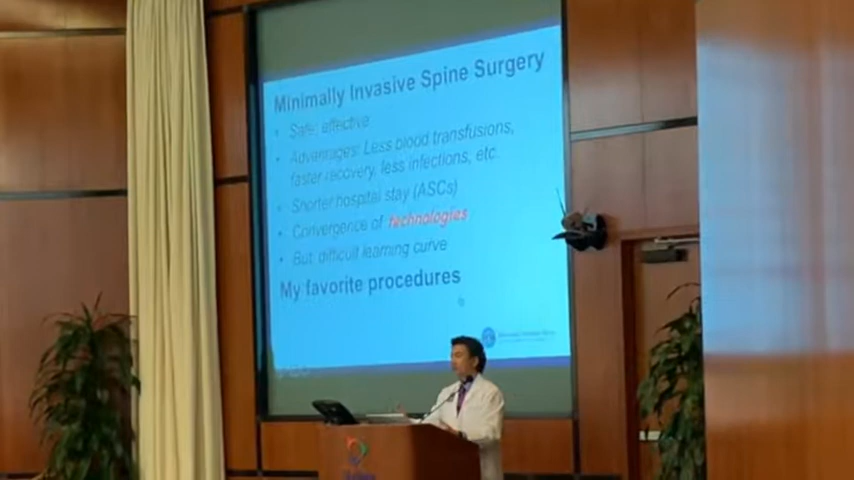 Minimally Invasive Spine Surgery
• Safe; effective
• Advantages: Less blood transfusions,
faster recovery, less infections, etc
• Shorter hospital stay (ASCs)
• Convergence of technologies
• But: difficult learning curve
My favorite procedures